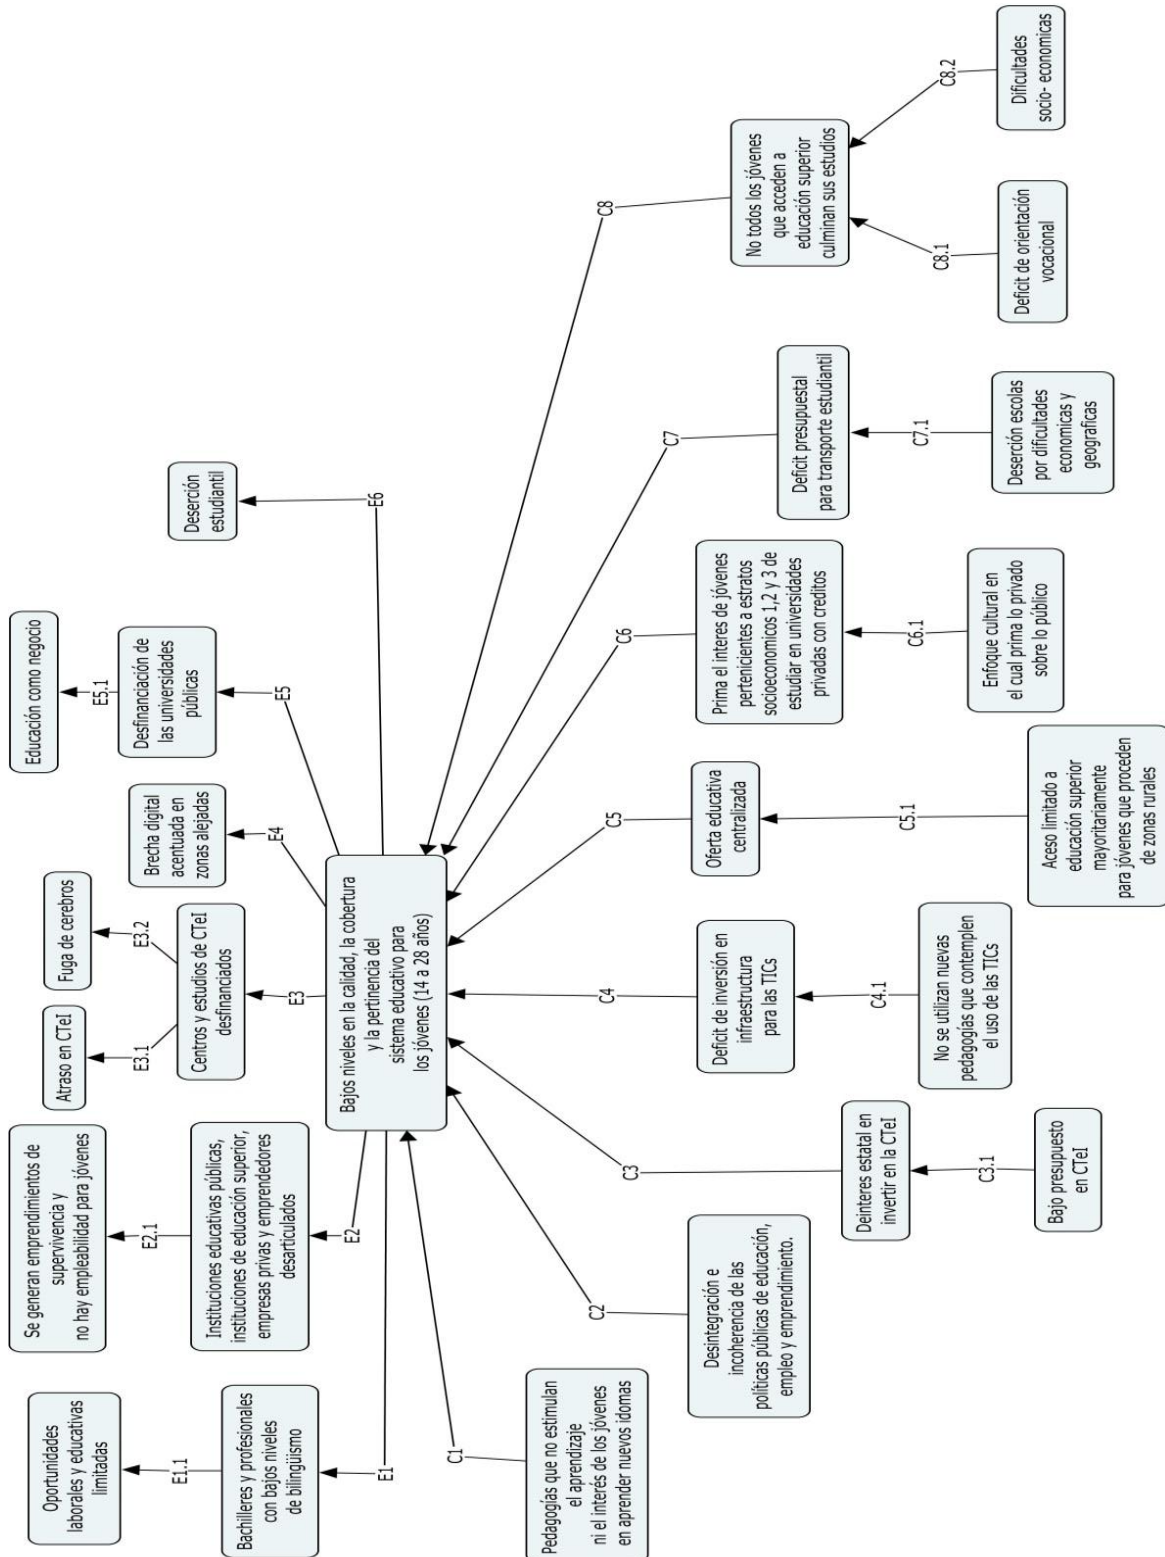 Oportunidades
laborales y educativas
limitadas
Se generan emprendimientos de
supervivencia y
no hay empleabilidad para jóvenes
Atraso en CTeI
Fuga de cerebros
Educación como negocio
E1.1
E2.1
E3.1
E3.2
E5.1
Bachilleres y profesionales
con bajos niveles
de bilingüismo
Instituciones educativas públicas,
instituciones de educación superior,
empresas privas y emprendedores
desarticulados
Centros y estudios de CTeI
desfinanciados
Brecha digital
acentuada en
zonas alejadas
Desfinanciación de
las universidades
públicas
Deserción
estudiantil
E1
E2
E3
E4
E5
E6
Bajos niveles en la calidad, la cobertura
y la pertinencia del
sistema educativo para
los jóvenes (14 a 28 años)
C1
C2
C3
C4
C5
C6
C7
C8
Pedagogías que no estimulan
el aprendizaje
ni el interés de los jóvenes
en aprender nuevos idomas
Desintegración e
incoherencia de las
políticas públicas de educación,
empleo y emprendimiento.
Deinteres estatal en
invertir en la CTeI
Deficit de inversión en
infraestructura
para las TICs
Oferta educativa
centralizada
Prima el interes de jóvenes
pertenicientes a estratos
socioeconomicos 1,2 y 3 de
estudiar en universidades
privadas con creditos
Deficit presupuestal
para transporte estudiantil
No todos los jóvenes
que acceden a
educación superior
culminan sus estudios
C3.1
C4.1
C5.1
C6.1
C7.1
C8.1
C8.2
Bajo presupuesto
en CTeI
No se utilizan nuevas
pedagogías que contemplen
el uso de las TICs
Aceso limitado a
educación superior
mayoritariamente
para jóvenes que proceden
de zonas rurales
Enfoque cultural en
el cual prima lo privado
sobre lo público
Deserción escolas
por dificultades
economicas y
geograficas
Deficit de orientación
vocacional
Dificultades
socio- economicas